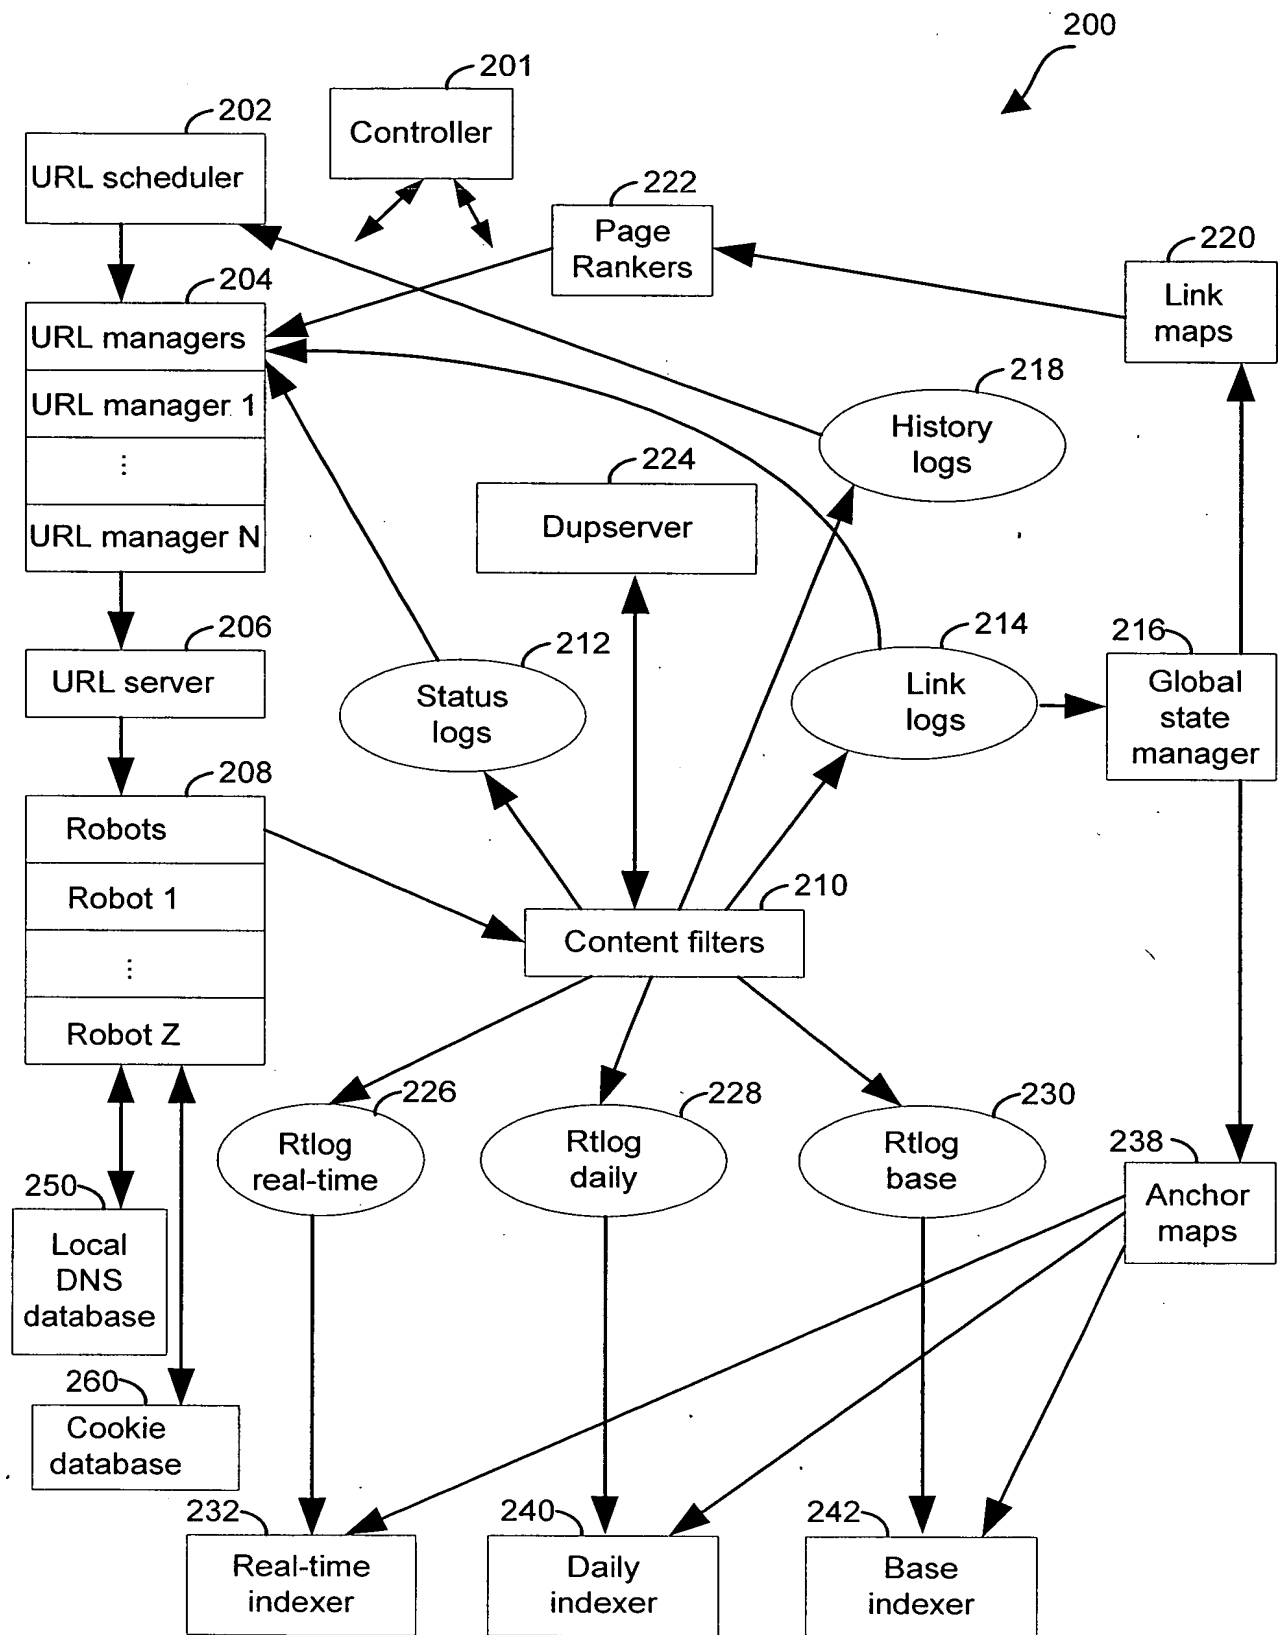 200
201
Controller
202
URL scheduler
222
Page
Rankers
220
Link
maps
204
URL managers
URL manager 1
...
URL manager N
218
History
logs
224
Dupserver
206
URL server
212
Status
logs
214
Link
logs
216
Global
state
manager
208
Robots
Robot 1
...
Robot Z
210
Content filters
226
Rtlog
real-time
228
Rtlog
daily
230
Rtlog
base
238
Anchor
maps
250
Local
DNS
database
260
Cookie
database
232
Real-time
indexer
240
Daily
indexer
242
Base
indexer